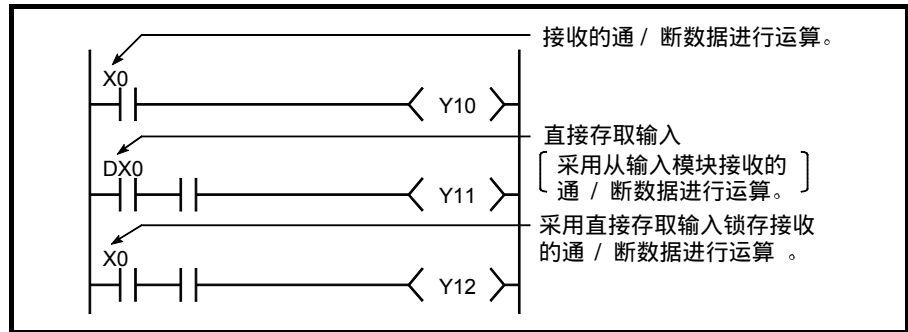 接收的通 / 断数据进行运算。
X0
Y10
直接存取输入
DX0
采用从输入模块接收的
通 / 断数据进行运算。
Y11
采用直接存取输入锁存接收
的通 / 断数据进行运算 。
X0
Y12